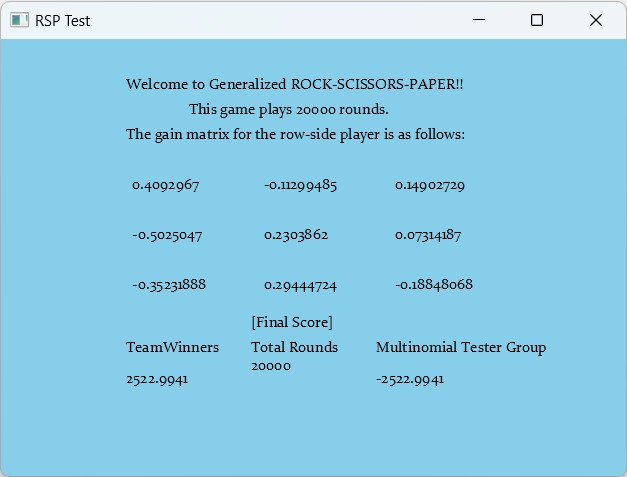 RSP Test
Welcome to Generalized ROCK-SCISSORS-PAPER!!
This game plays 20000 rounds.
The gain matrix for the row-side player is as follows:
0.4092967 -0.11299485 0.14902729
-0.5025047 0.2303862 0.07314187
-0.35231888 0.29444724 -0.18848068
[Final Score]
TeamWinners Total Rounds Multinomial Tester Group
20000
2522.9941 -2522.9941